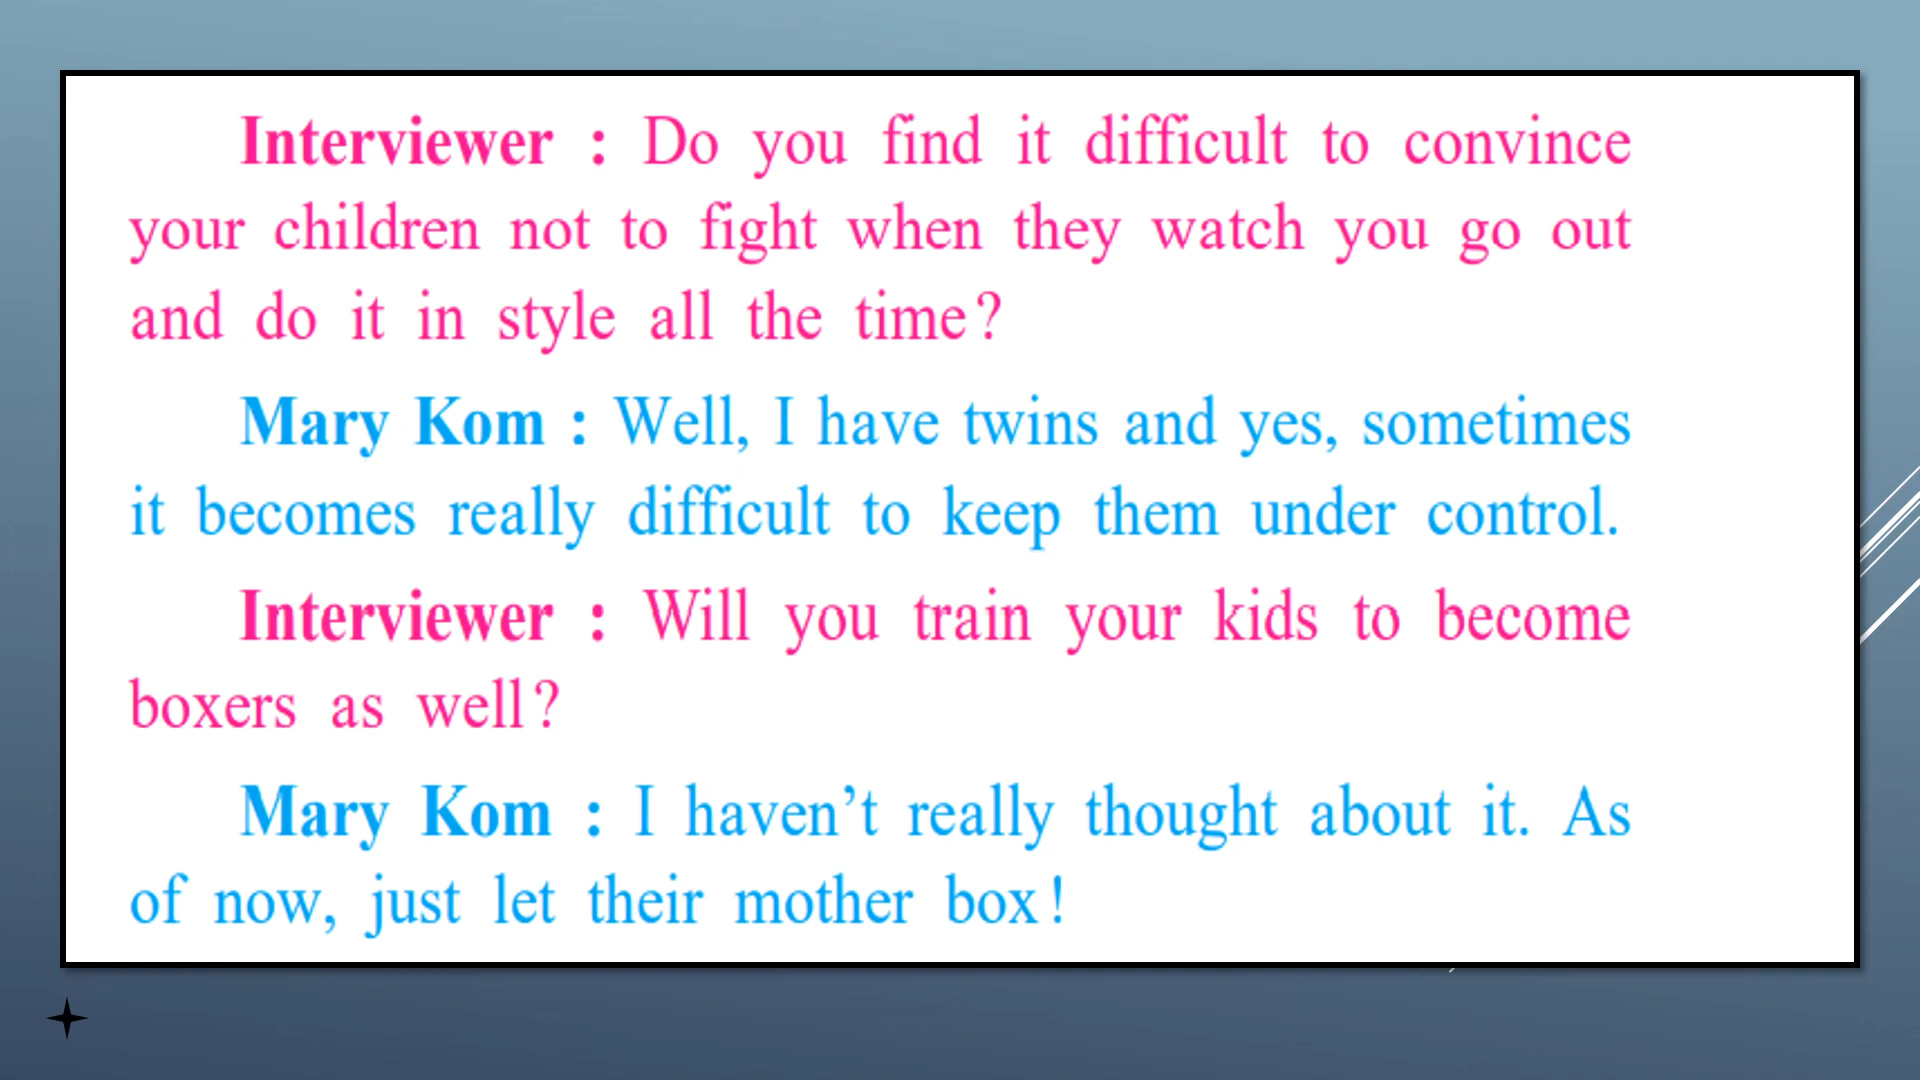 Interviewer : Do you find it difficult to convince
your children not to fight when they watch you go out
and do it in style all the time?
Mary Kom : Well, I have twins and yes, sometimes
it becomes really difficult to keep them under control.
Interviewer : Will you train your kids to become
boxers as well?
Mary Kom : I haven’t really thought about it. As
of now, just let their mother box!